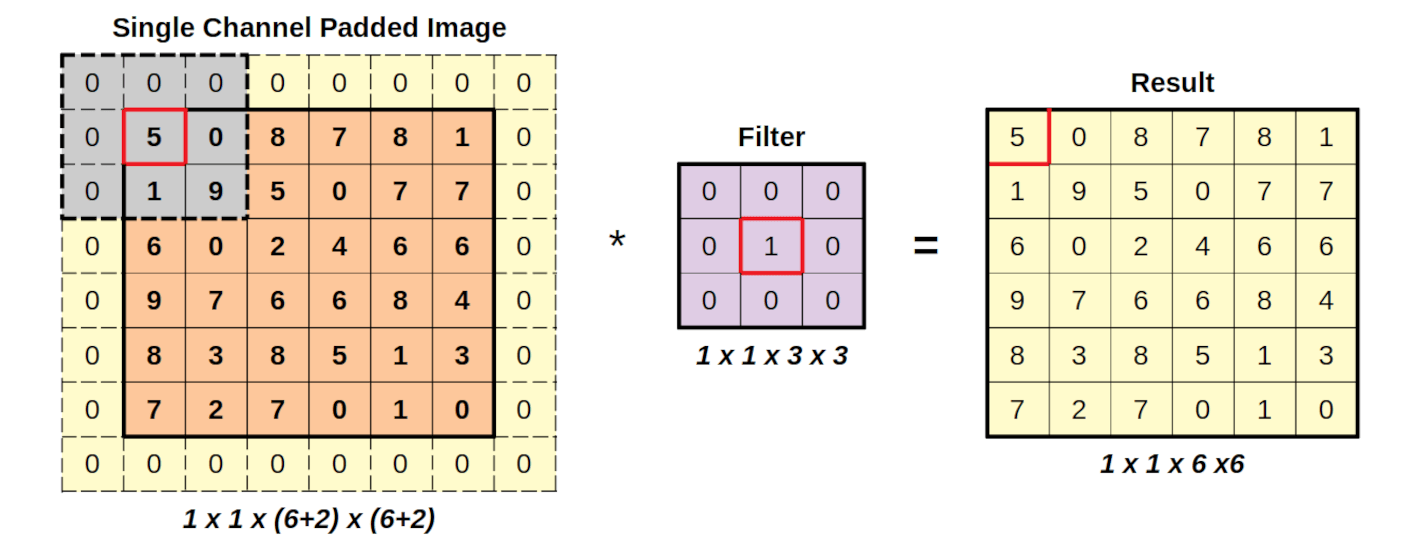 Single Channel Padded Image
0 0 0 0 0 0 0 0
0 5 0 8 7 8 1 0
0 1 9 5 0 7 7 0
0 6 0 2 4 6 6 0
0 9 7 6 6 8 4 0
0 8 3 8 5 1 3 0
0 7 2 7 0 1 0 0
0 0 0 0 0 0 0 0
1 x 1 x (6+2) x (6+2)
*
Filter
0 0 0
0 1 0
0 0 0
1 x 1 x 3 x 3
=
Result
5 0 8 7 8 1
1 9 5 0 7 7
6 0 2 4 6 6
9 7 6 6 8 4
8 3 8 5 1 3
7 2 7 0 1 0
1 x 1 x 6 x6